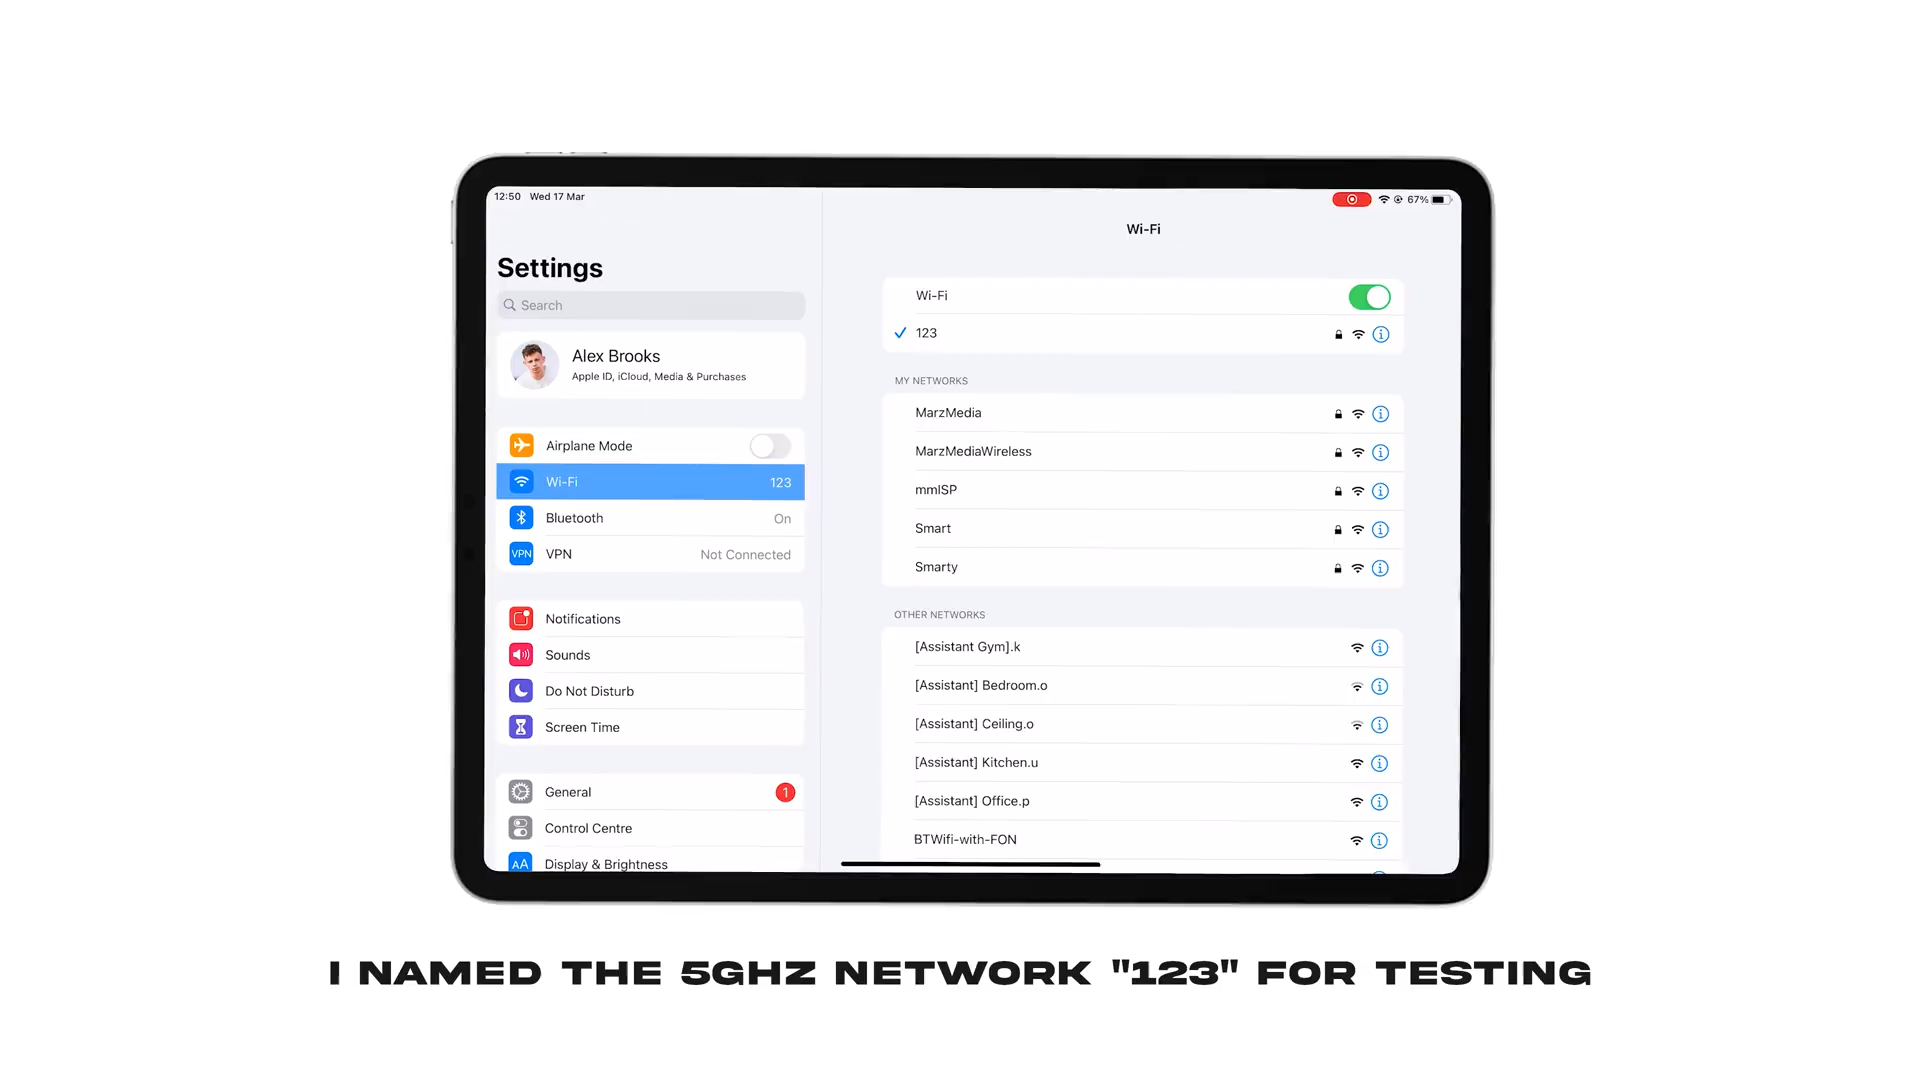 12:50 Wed 17 Mar
67%
Settings
Search
Alex Brooks
Apple ID, iCloud, Media & Purchases
Airplane Mode
Wi-Fi 123
Bluetooth On
VPN VPN Not Connected
Notifications
Sounds
Do Not Disturb
Screen Time
General 1
Control Centre
AA Display & Brightness
Wi-Fi
Wi-Fi
123
MY NETWORKS
MarzMedia
MarzMediaWireless
mmISP
Smart
Smarty
OTHER NETWORKS
[Assistant Gym].k
[Assistant] Bedroom.o
[Assistant] Ceiling.o
[Assistant] Kitchen.u
[Assistant] Office.p
BTWifi-with-FON
I NAMED THE 5GHZ NETWORK "123" FOR TESTING